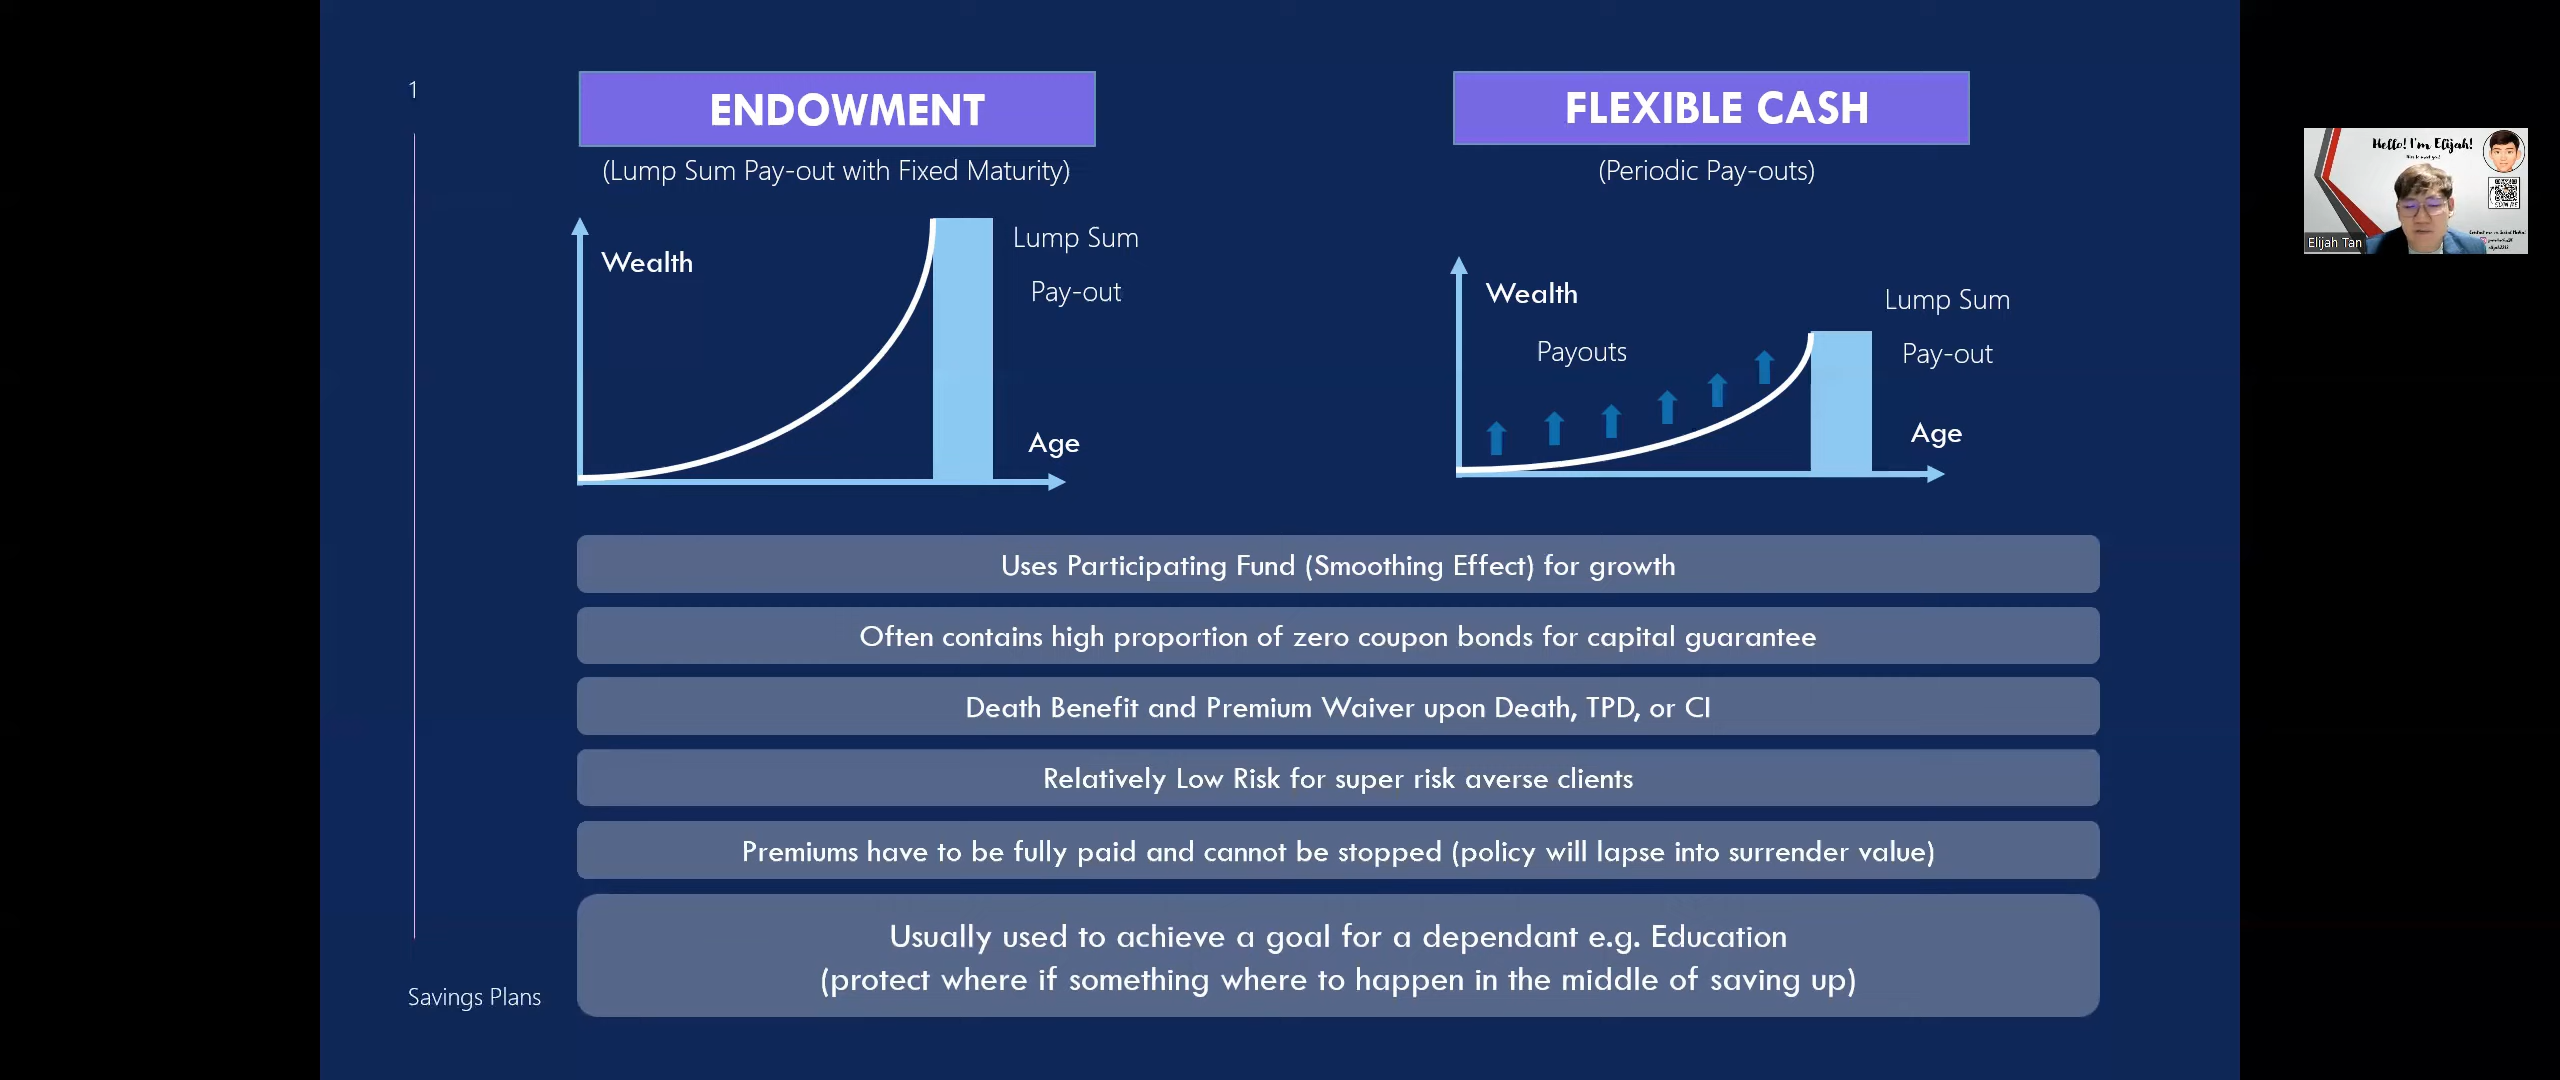 1
ENDOWMENT
(Lump Sum Pay-out with Fixed Maturity)
Wealth
Lump Sum
Pay-out
Age
FLEXIBLE CASH
(Periodic Pay-outs)
Wealth
Payouts
Lump Sum
Pay-out
Age
Uses Participating Fund (Smoothing Effect) for growth
Often contains high proportion of zero coupon bonds for capital guarantee
Death Benefit and Premium Waiver upon Death, TPD, or CI
Relatively Low Risk for super risk averse clients
Premiums have to be fully paid and cannot be stopped (policy will lapse into surrender value)
Usually used to achieve a goal for a dependant e.g. Education
(protect where if something where to happen in the middle of saving up)
Savings Plans
Hello! I'm Elijah!
Elijah Tan